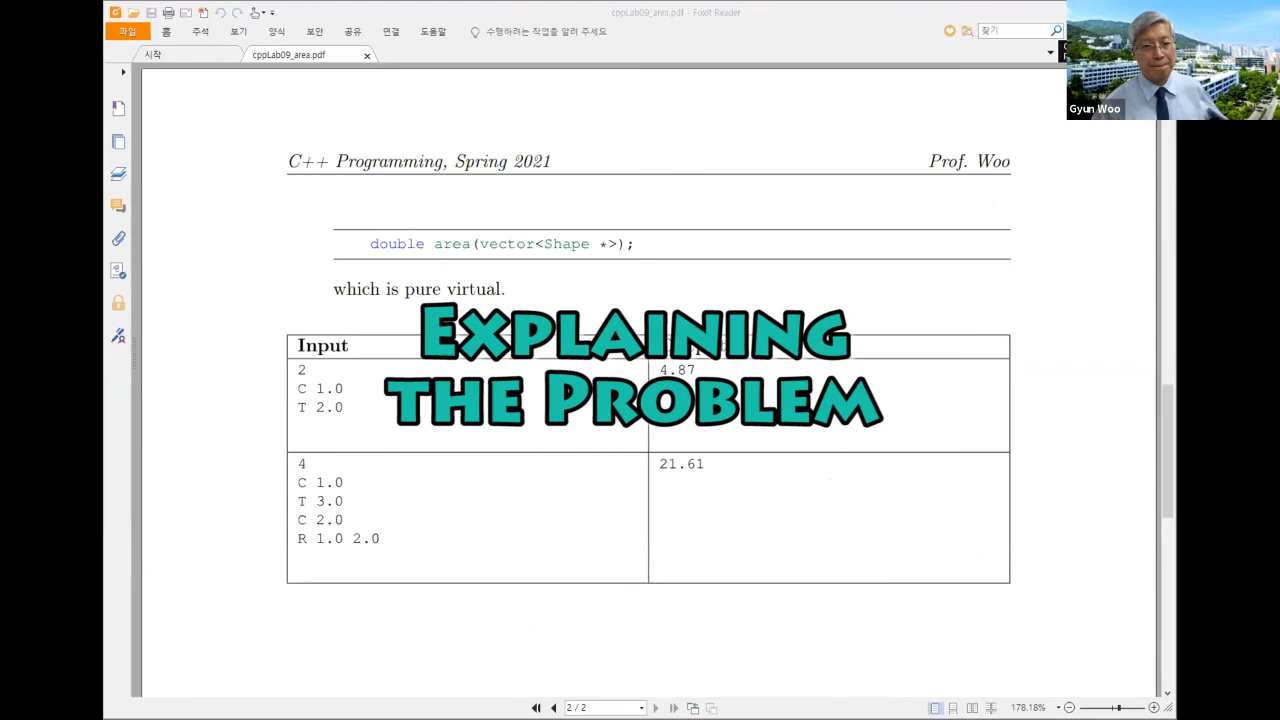 cppLab09_area.pdf - Foxit Reader
파일 홈 주석 보기 양식 보안 공유 연결 도움말 수행하려는 작업을 알려 주세요 찾기
시작 cppLab09_area.pdf
Gyun Woo
C++ Programming, Spring 2021 Prof. Woo
double area(vector<Shape *>);
which is pure virtual.
Explaining
the Problem
Input
2 4.87
C 1.0
T 2.0
4 21.61
C 1.0
T 3.0
C 2.0
R 1.0 2.0
2 / 2 178.18%